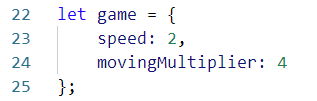 22 let game = {
23     speed: 2,
24     movingMultiplier: 4
25 };